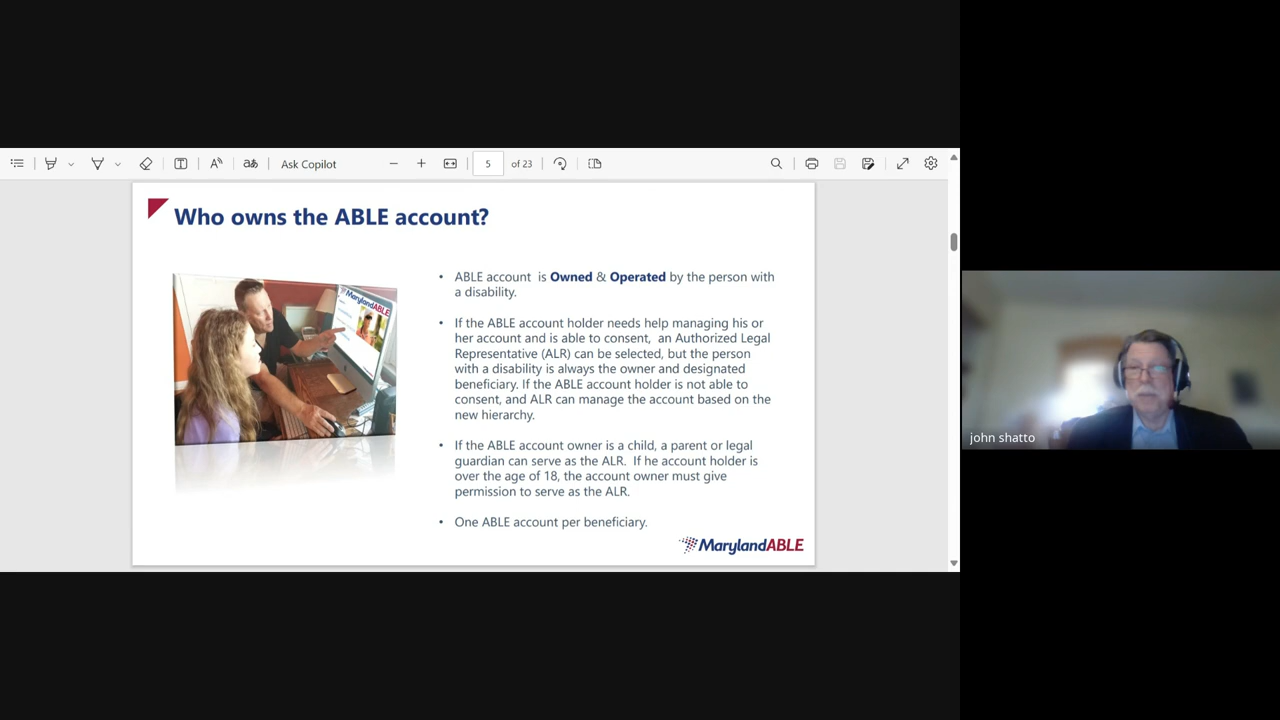 Ask Copilot
5
of 23
Who owns the ABLE account?
MarylandABLE
• ABLE account is Owned & Operated by the person with
a disability.
• If the ABLE account holder needs help managing his or
her account and is able to consent, an Authorized Legal
Representative (ALR) can be selected, but the person
with a disability is always the owner and designated
beneficiary. If the ABLE account holder is not able to
consent, and ALR can manage the account based on the
new hierarchy.
• If the ABLE account owner is a child, a parent or legal
guardian can serve as the ALR. If he account holder is
over the age of 18, the account owner must give
permission to serve as the ALR.
• One ABLE account per beneficiary.
MarylandABLE
john shatto